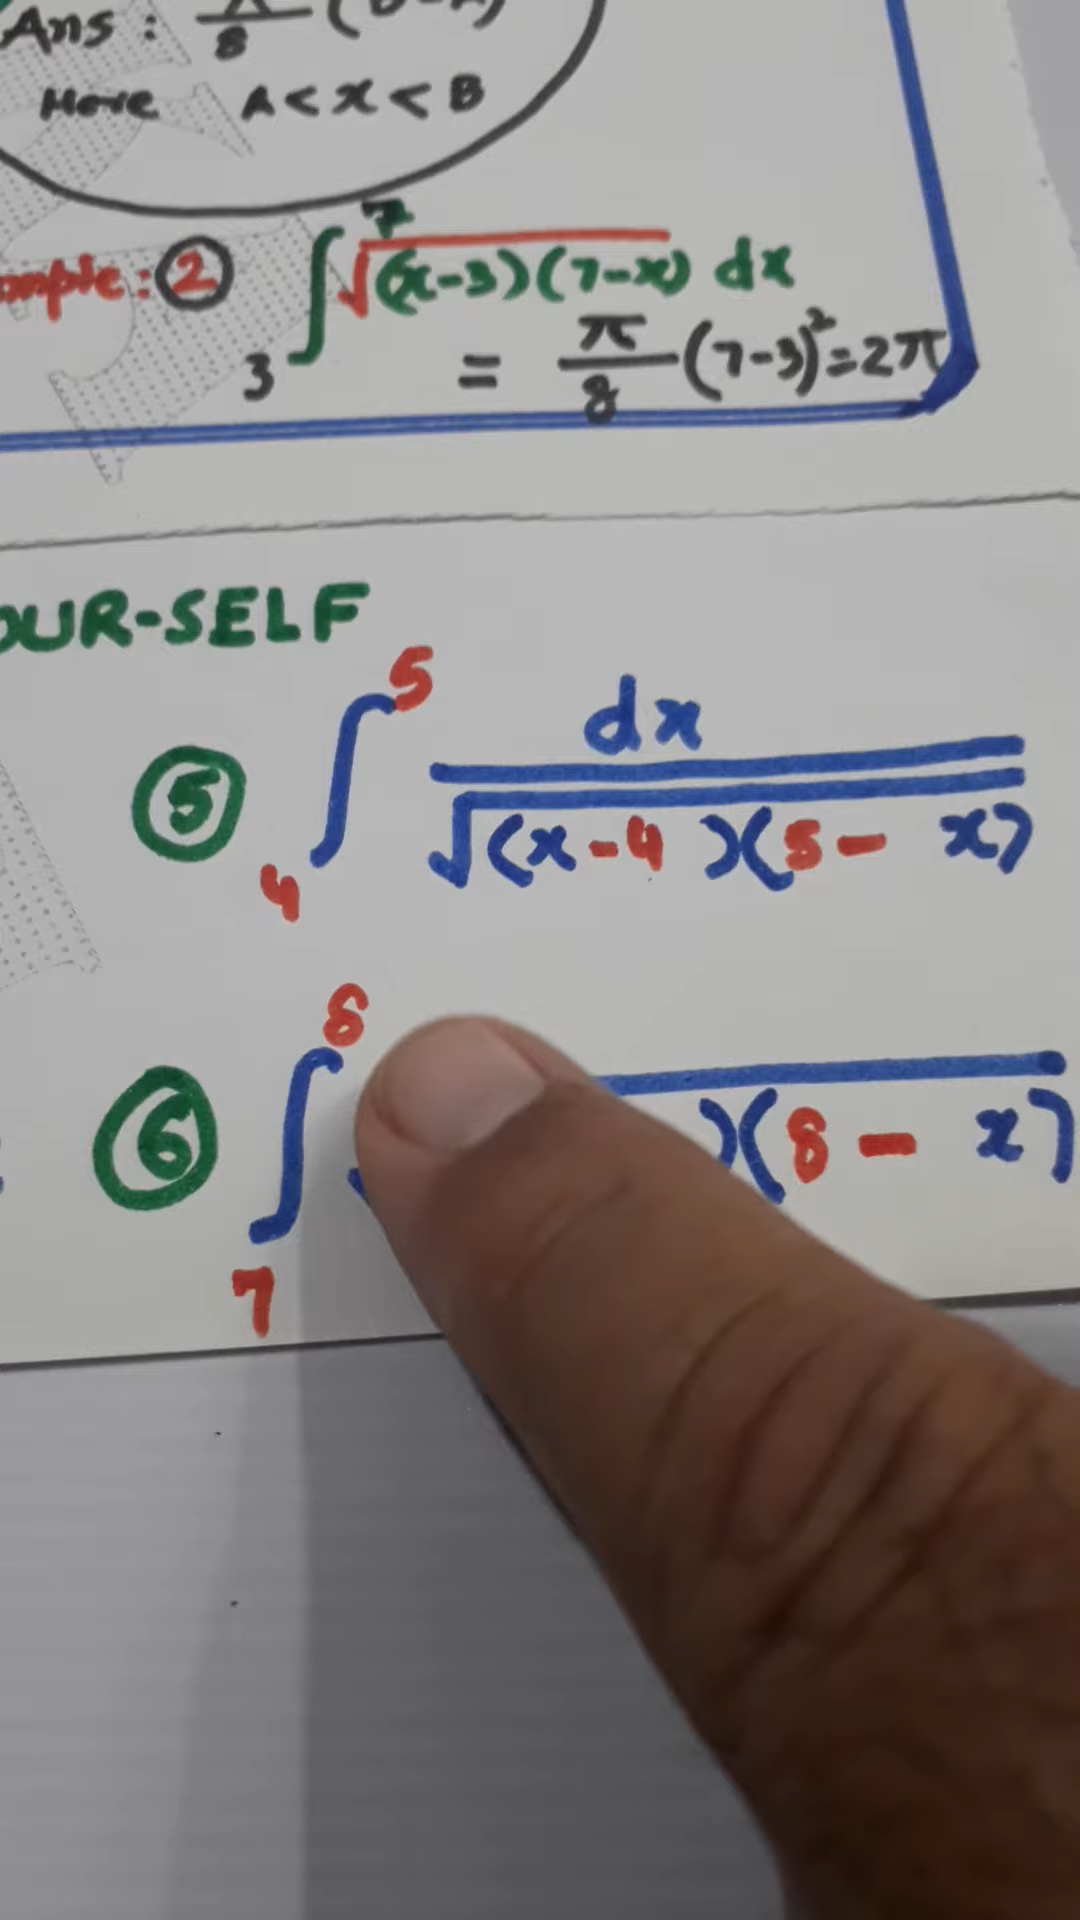 Ans : π/8 (
Here A < x < B
mple: ② ∫₃⁷ √(x-3)(7-x) dx
= π/8 (7-3)² = 2π
OUR-SELF
⑤ ∫₄⁵ dx / √(x-4)(5-x)
⑥ ∫₇⁸ )(8-x)